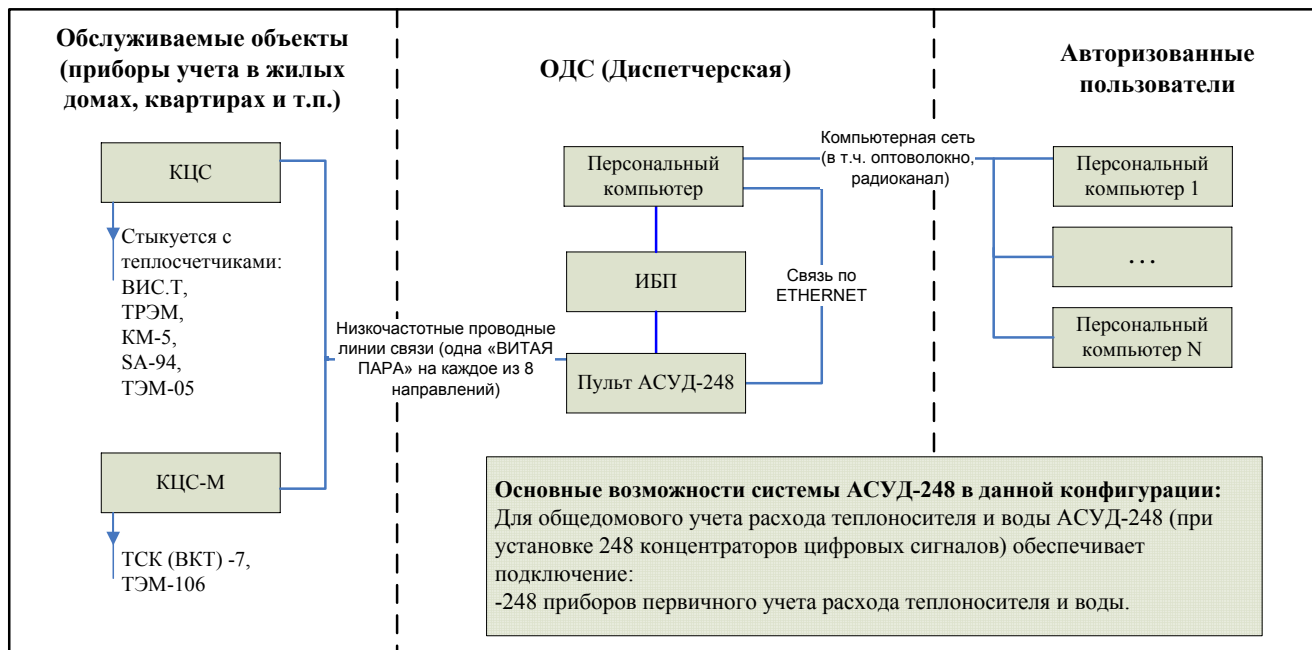 Обслуживаемые объекты
(приборы учета в жилых
домах, квартирах и т.п.)
КЦС
Стыкуется с
теплосчетчиками:
ВИС.Т,
ТРЭМ,
КМ-5,
SA-94,
ТЭМ-05
КЦС-М
ТСК (ВКТ) -7,
ТЭМ-106
Низкочастотные проводные
линии связи (одна «ВИТАЯ
ПАРА» на каждое из 8
направлений)
ОДС (Диспетчерская)
Персональный
компьютер
ИБП
Пульт АСУД-248
Связь по
ETHERNET
Компьютерная сеть
(в т.ч. оптоволокно,
радиоканал)
Авторизованные
пользователи
Персональный
компьютер 1
...
Персональный
компьютер N
Основные возможности системы АСУД-248 в данной конфигурации:
Для общедомового учета расхода теплоносителя и воды АСУД-248 (при
установке 248 концентраторов цифровых сигналов) обеспечивает
подключение:
-248 приборов первичного учета расхода теплоносителя и воды.